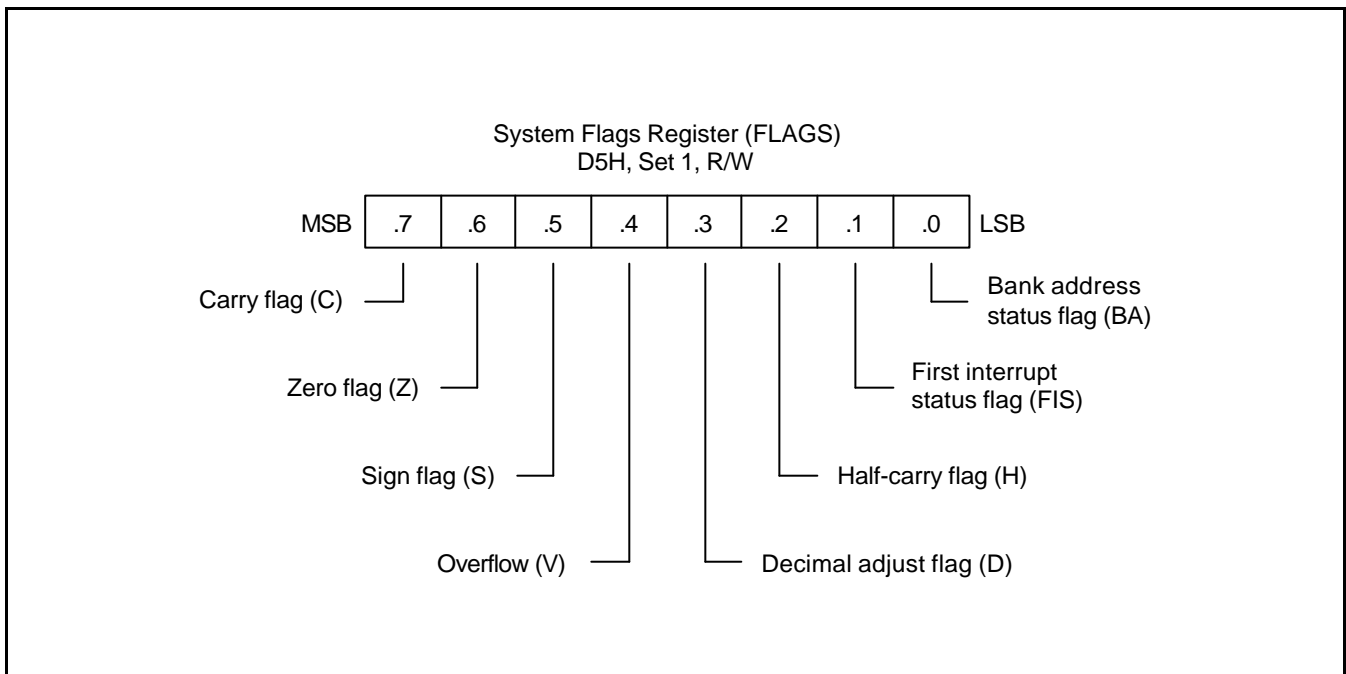 System Flags Register (FLAGS)
D5H, Set 1, R/W
MSB .7 .6 .5 .4 .3 .2 .1 .0 LSB
Carry flag (C)
Bank address
status flag (BA)
Zero flag (Z)
First interrupt
status flag (FIS)
Sign flag (S)
Half-carry flag (H)
Overflow (V)
Decimal adjust flag (D)